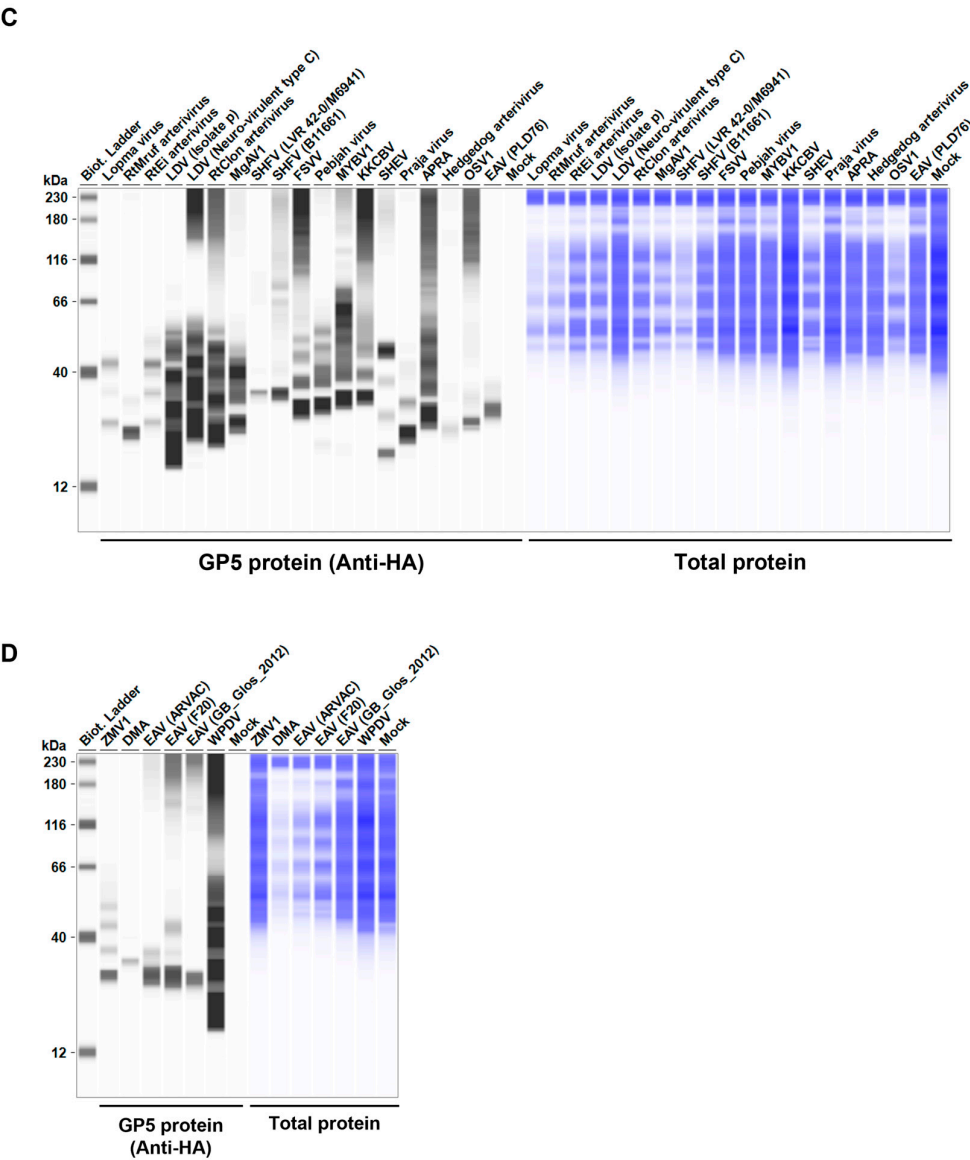 C
Biot. Ladder
Lopma virus
RtMruf arterivirus
RtEi arterivirus
LDV (Isolate p)
LDV (Neuro-virulent type C)
RtClon arterivirus
MgAV1
SHFV (LVR 42-0/M6941)
SHFV (B11661)
FSVV
Pebjah virus
MYBV1
KKCBV
SHEV
Praja virus
APRA
Hedgedog arterivirus
OSV1
EAV (PLD76)
Mock
Lopma virus
RtMruf arterivirus
RtEi arterivirus
LDV (Isolate p)
LDV (Neuro-virulent type C)
RtClon arterivirus
MgAV1
SHFV (LVR 42-0/M6941)
SHFV (B11661)
FSVV
Pebjah virus
MYBV1
KKCBV
SHEV
Praja virus
APRA
Hedgedog arterivirus
OSV1
EAV (PLD76)
Mock
kDa
230
180
116
66
40
12
GP5 protein (Anti-HA)
Total protein
D
Biot. Ladder
ZMV1
DMA
EAV (ARVAC)
EAV (F20)
EAV (GB_Glos_2012)
WPDV
Mock
ZMV1
DMA
EAV (ARVAC)
EAV (F20)
EAV (GB_Glos_2012)
WPDV
Mock
kDa
230
180
116
66
40
12
GP5 protein
(Anti-HA)
Total protein